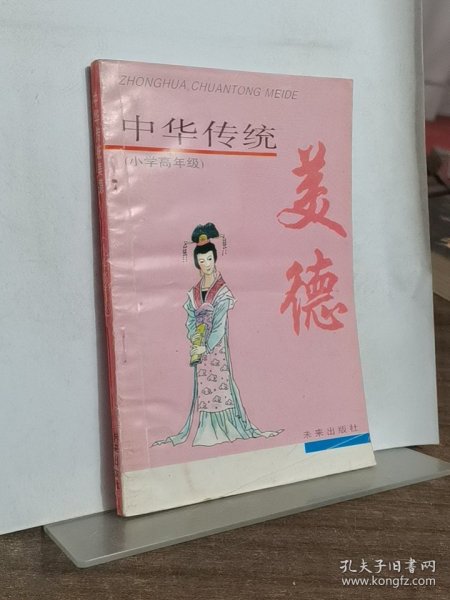 ZHONGHUA CHUANTONG MEIDE
中华传统
(小学高年级)
美德
未来出版社
孔夫子旧书网
www.kongfz.com